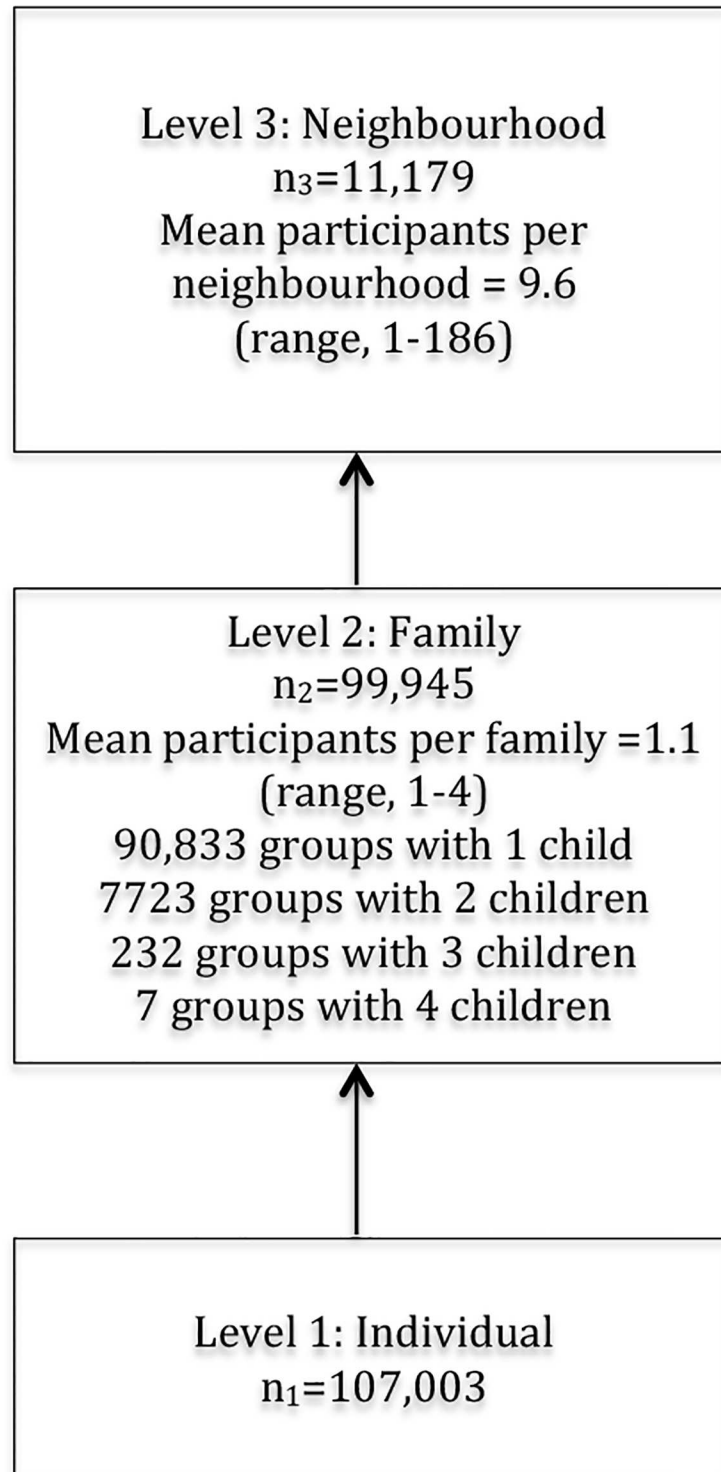 Level 3: Neighbourhood
n₃=11,179
Mean participants per
neighbourhood = 9.6
(range, 1-186)
Level 2: Family
n₂=99,945
Mean participants per family =1.1
(range, 1-4)
90,833 groups with 1 child
7723 groups with 2 children
232 groups with 3 children
7 groups with 4 children
Level 1: Individual
n₁=107,003